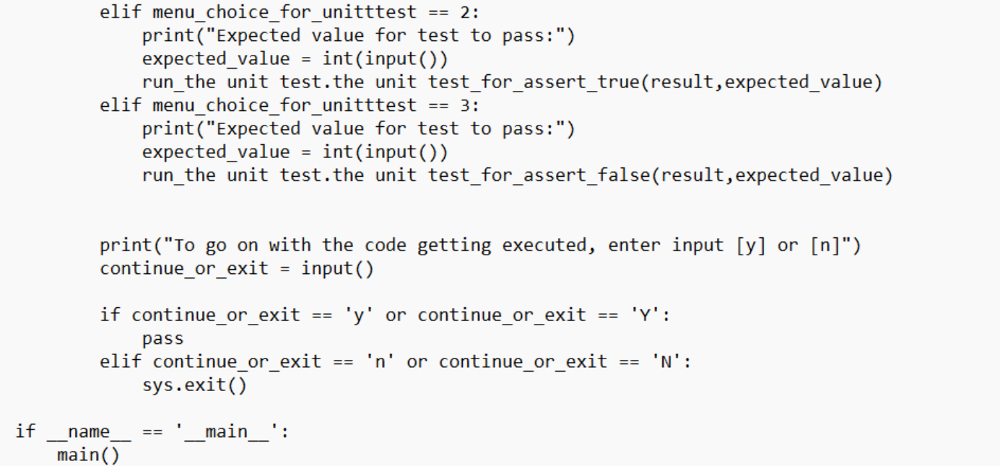 elif menu_choice_for_unitttest == 2:
print("Expected value for test to pass:")
expected_value = int(input())
run_the unit test.the unit test_for_assert_true(result,expected_value)
elif menu_choice_for_unitttest == 3:
print("Expected value for test to pass:")
expected_value = int(input())
run_the unit test.the unit test_for_assert_false(result,expected_value)
print("To go on with the code getting executed, enter input [y] or [n]")
continue_or_exit = input()
if continue_or_exit == 'y' or continue_or_exit == 'Y':
pass
elif continue_or_exit == 'n' or continue_or_exit == 'N':
sys.exit()
if __name__ == '__main__':
main()